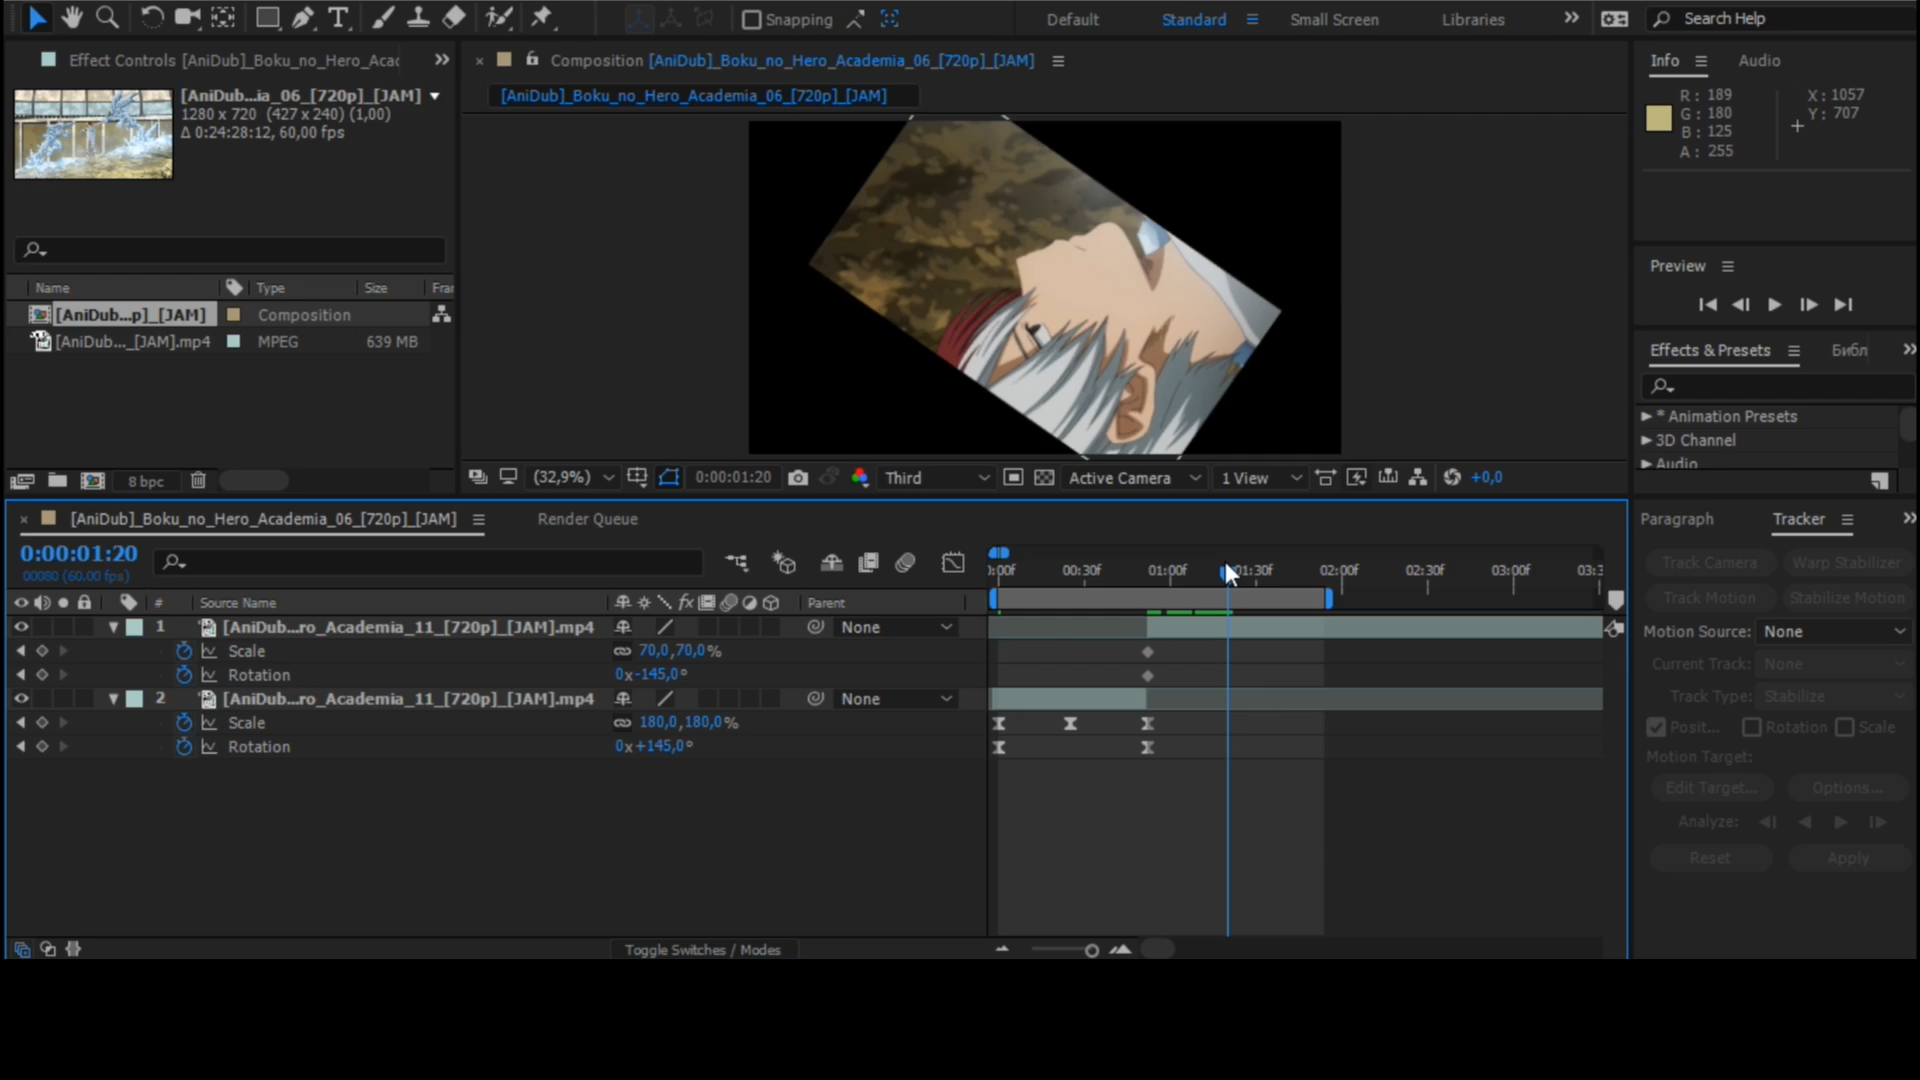 Snapping
Default
Standard
Small Screen
Libraries
Search Help
Effect Controls [AniDub]_Boku_no_Hero_Acac
Composition [AniDub]_Boku_no_Hero_Academia_06_[720p]_[JAM]
Info
Audio
[AniDub...ia_06_[720p]_[JAM]
1280 x 720 (427 x 240) (1,00)
Δ 0:24:28:12, 60,00 fps
[AniDub]_Boku_no_Hero_Academia_06_[720p]_[JAM]
R: 189
G: 180
B: 125
A: 255
X: 1057
Y: 707
Name
Type
Size
Frar
[AniDub...p]_[JAM]
Composition
[AniDub..._[JAM].mp4
MPEG
639 MB
Preview
Effects & Presets
Библ
* Animation Presets
3D Channel
Audio
8 bpc
(32,9%)
0:00:01:20
Third
Active Camera
1 View
+0,0
[AniDub]_Boku_no_Hero_Academia_06_[720p]_[JAM]
Render Queue
Paragraph
Tracker
0:00:01:20
00080 (60.00 fps)
):00f
00:30f
01:00f
01:30f
02:00f
02:30f
03:00f
03:3
Track Camera
Warp Stabilizer
Track Motion
Stabilize Motion
Motion Source:
None
Current Track:
None
Track Type:
Stabilize
Posit...
Rotation
Scale
Motion Target:
Edit Target...
Options...
Analyze:
Reset
Apply
#
Source Name
fx
Parent
1
[AniDub...ro_Academia_11_[720p]_[JAM].mp4
None
Scale
70,0,70,0%
Rotation
0x-145,0°
2
[AniDub...ro_Academia_11_[720p]_[JAM].mp4
None
Scale
180,0,180,0%
Rotation
0x+145,0°
Toggle Switches / Modes